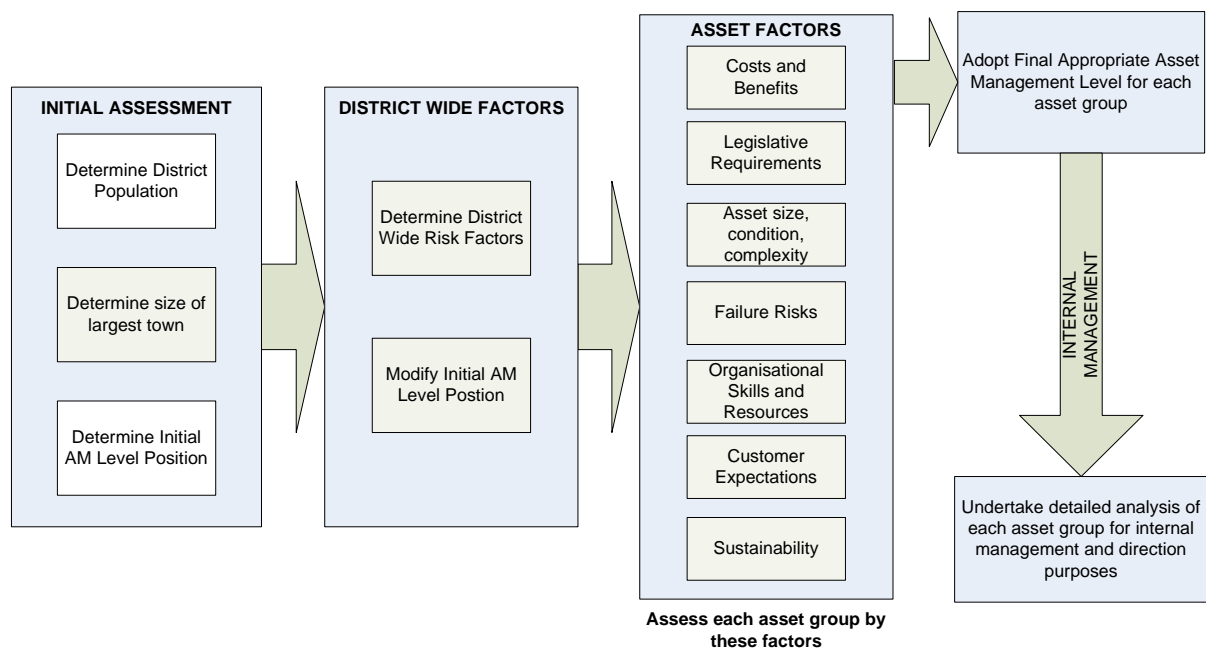 INITIAL ASSESSMENT
Determine District
Population
Determine size of
largest town
Determine Initial
AM Level Position
DISTRICT WIDE FACTORS
Determine District
Wide Risk Factors
Modify Initial AM
Level Postion
ASSET FACTORS
Costs and
Benefits
Legislative
Requirements
Asset size,
condition,
complexity
Failure Risks
Organisational
Skills and
Resources
Customer
Expectations
Sustainability
Assess each asset group by
these factors
Adopt Final Appropriate Asset
Management Level for each
asset group
INTERNAL
MANAGEMENT
Undertake detailed analysis of
each asset group for internal
management and direction
purposes